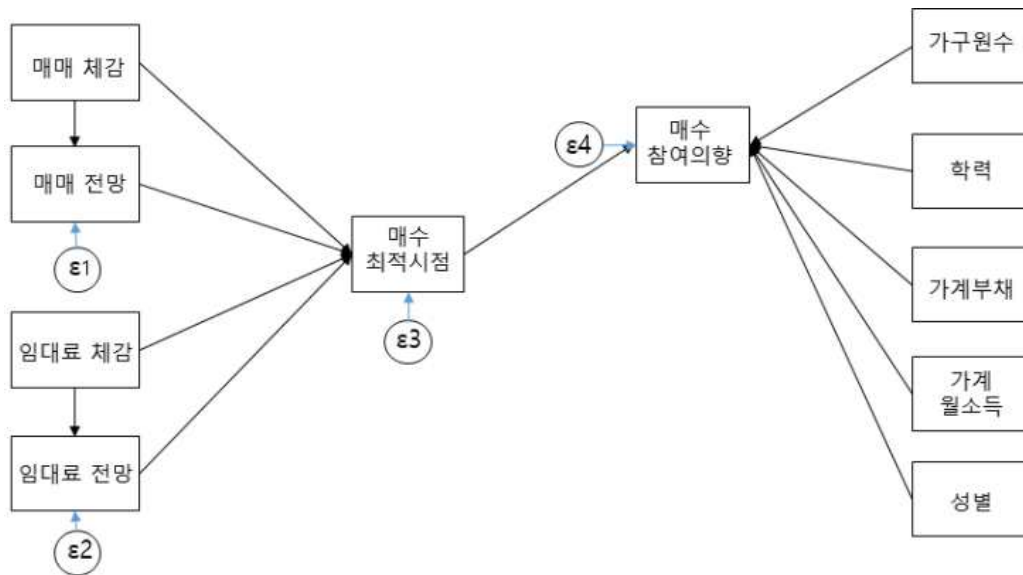 매매 체감
매매 전망
ε1
임대료 체감
임대료 전망
ε2
매수
최적시점
ε3
ε4
매수
참여의향
가구원수
학력
가계부채
가계
월소득
성별